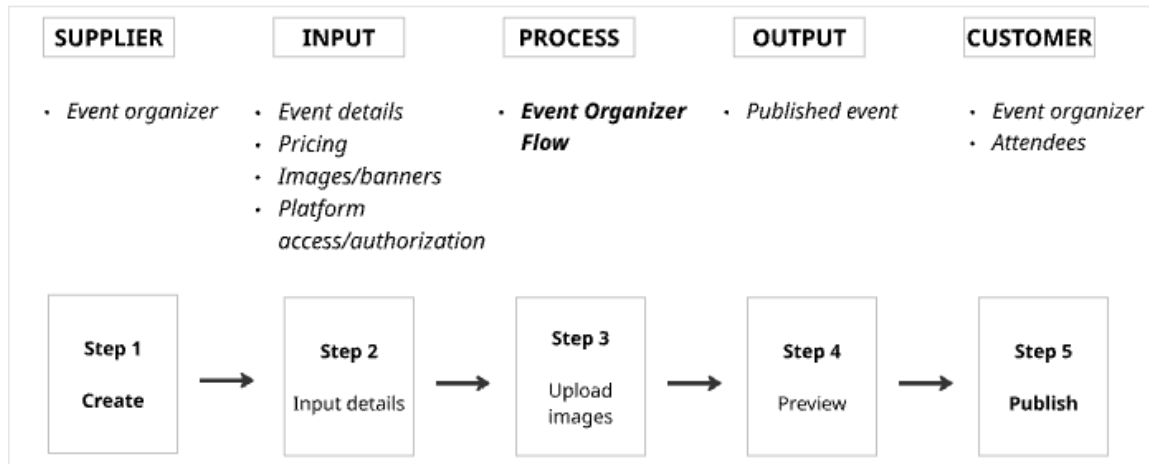 SUPPLIER
INPUT
PROCESS
OUTPUT
CUSTOMER
• Event organizer
• Event details
• Pricing
• Images/banners
• Platform
access/authorization
• Event Organizer
Flow
• Published event
• Event organizer
• Attendees
Step 1
Create
Step 2
Input details
Step 3
Upload
images
Step 4
Preview
Step 5
Publish